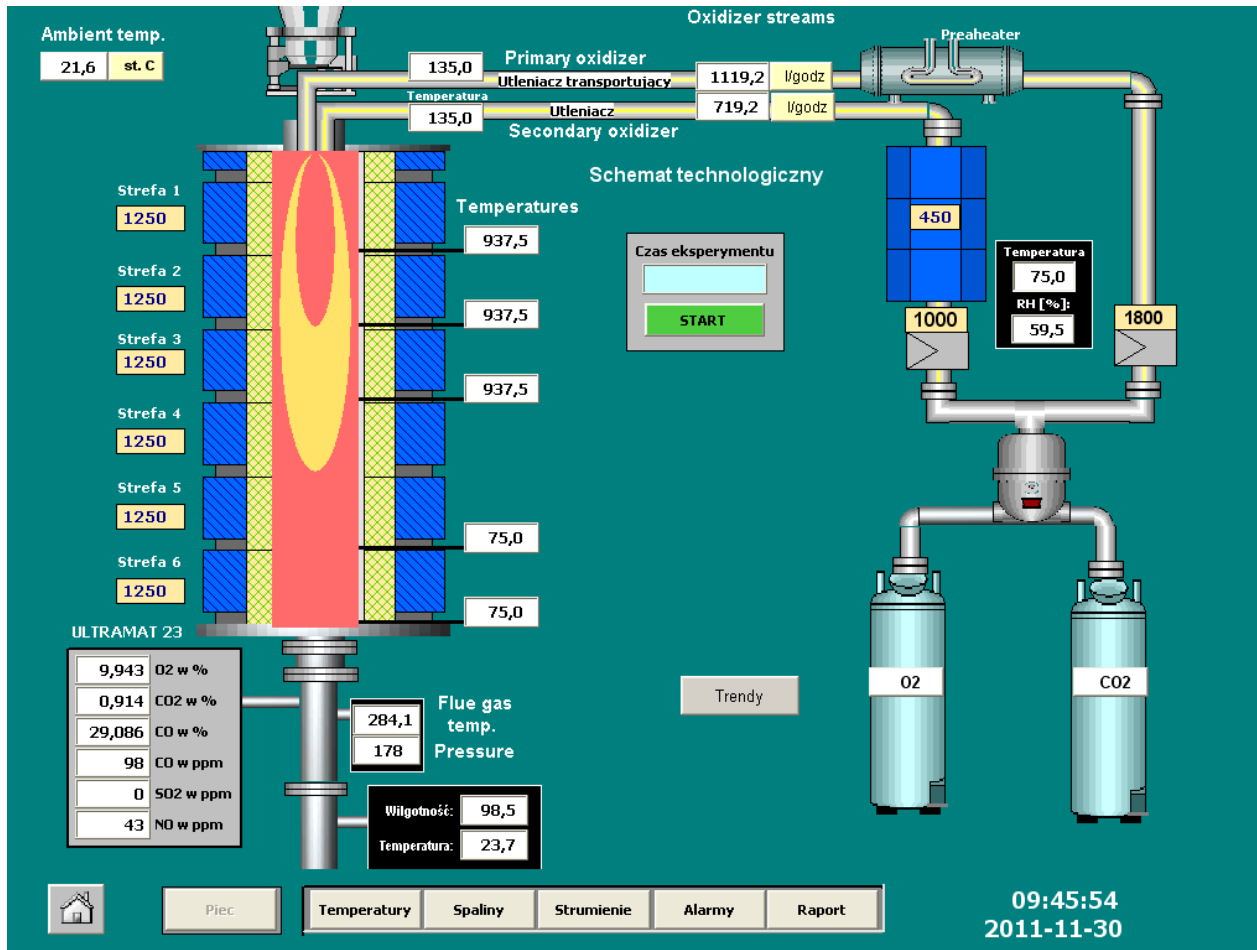 Oxidizer streams
Ambient temp.
21,6 st. C
Preaheater
Primary oxidizer
135,0
Utleniacz transportujący
1119,2 l/godz
Temperatura
135,0
Utleniacz
719,2 l/godz
Secondary oxidizer
Schemat technologiczny
Strefa 1
1250
Temperatures
937,5
450
Czas eksperymentu
START
Temperatura
75,0
RH [%]:
59,5
Strefa 2
1250
937,5
1000
1800
Strefa 3
1250
937,5
Strefa 4
1250
Strefa 5
1250
75,0
Strefa 6
1250
75,0
ULTRAMAT 23
9,943 O2 w %
0,914 CO2 w %
29,086 CO w %
98 CO w ppm
0 SO2 w ppm
43 NO w ppm
284,1
Flue gas
temp.
178
Pressure
Wilgotność: 98,5
Temperatura: 23,7
Trendy
O2
CO2
Piec
Temperatury
Spaliny
Strumienie
Alarmy
Raport
09:45:54
2011-11-30